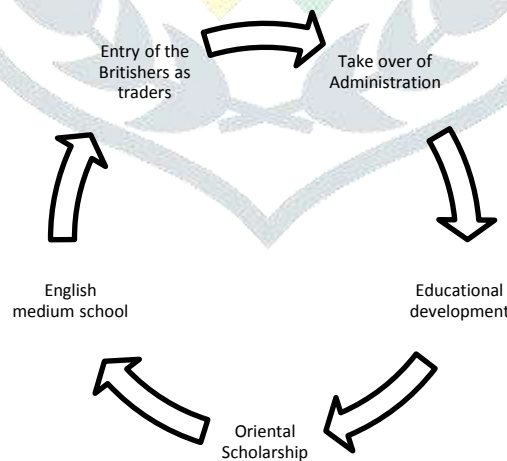 Entry of the
Britishers as
traders
Take over of
Administration
Educational
development
Oriental
Scholarship
English
medium school